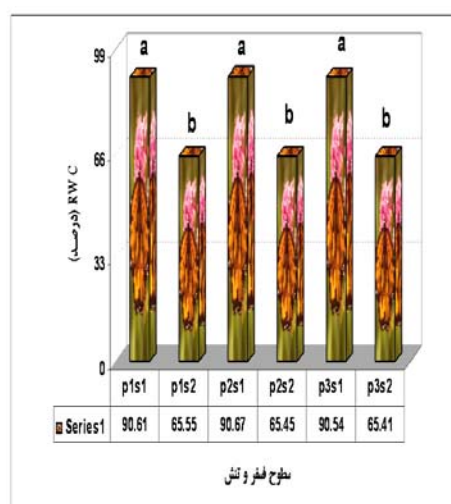 a a a
99
b b b
66
33
0
RWC (درصد)
p1s1 p1s2 p2s1 p2s2 p3s1 p3s2
Series1 90.61 65.55 90.67 65.45 90.54 65.41
سطوح فسفر و تنش